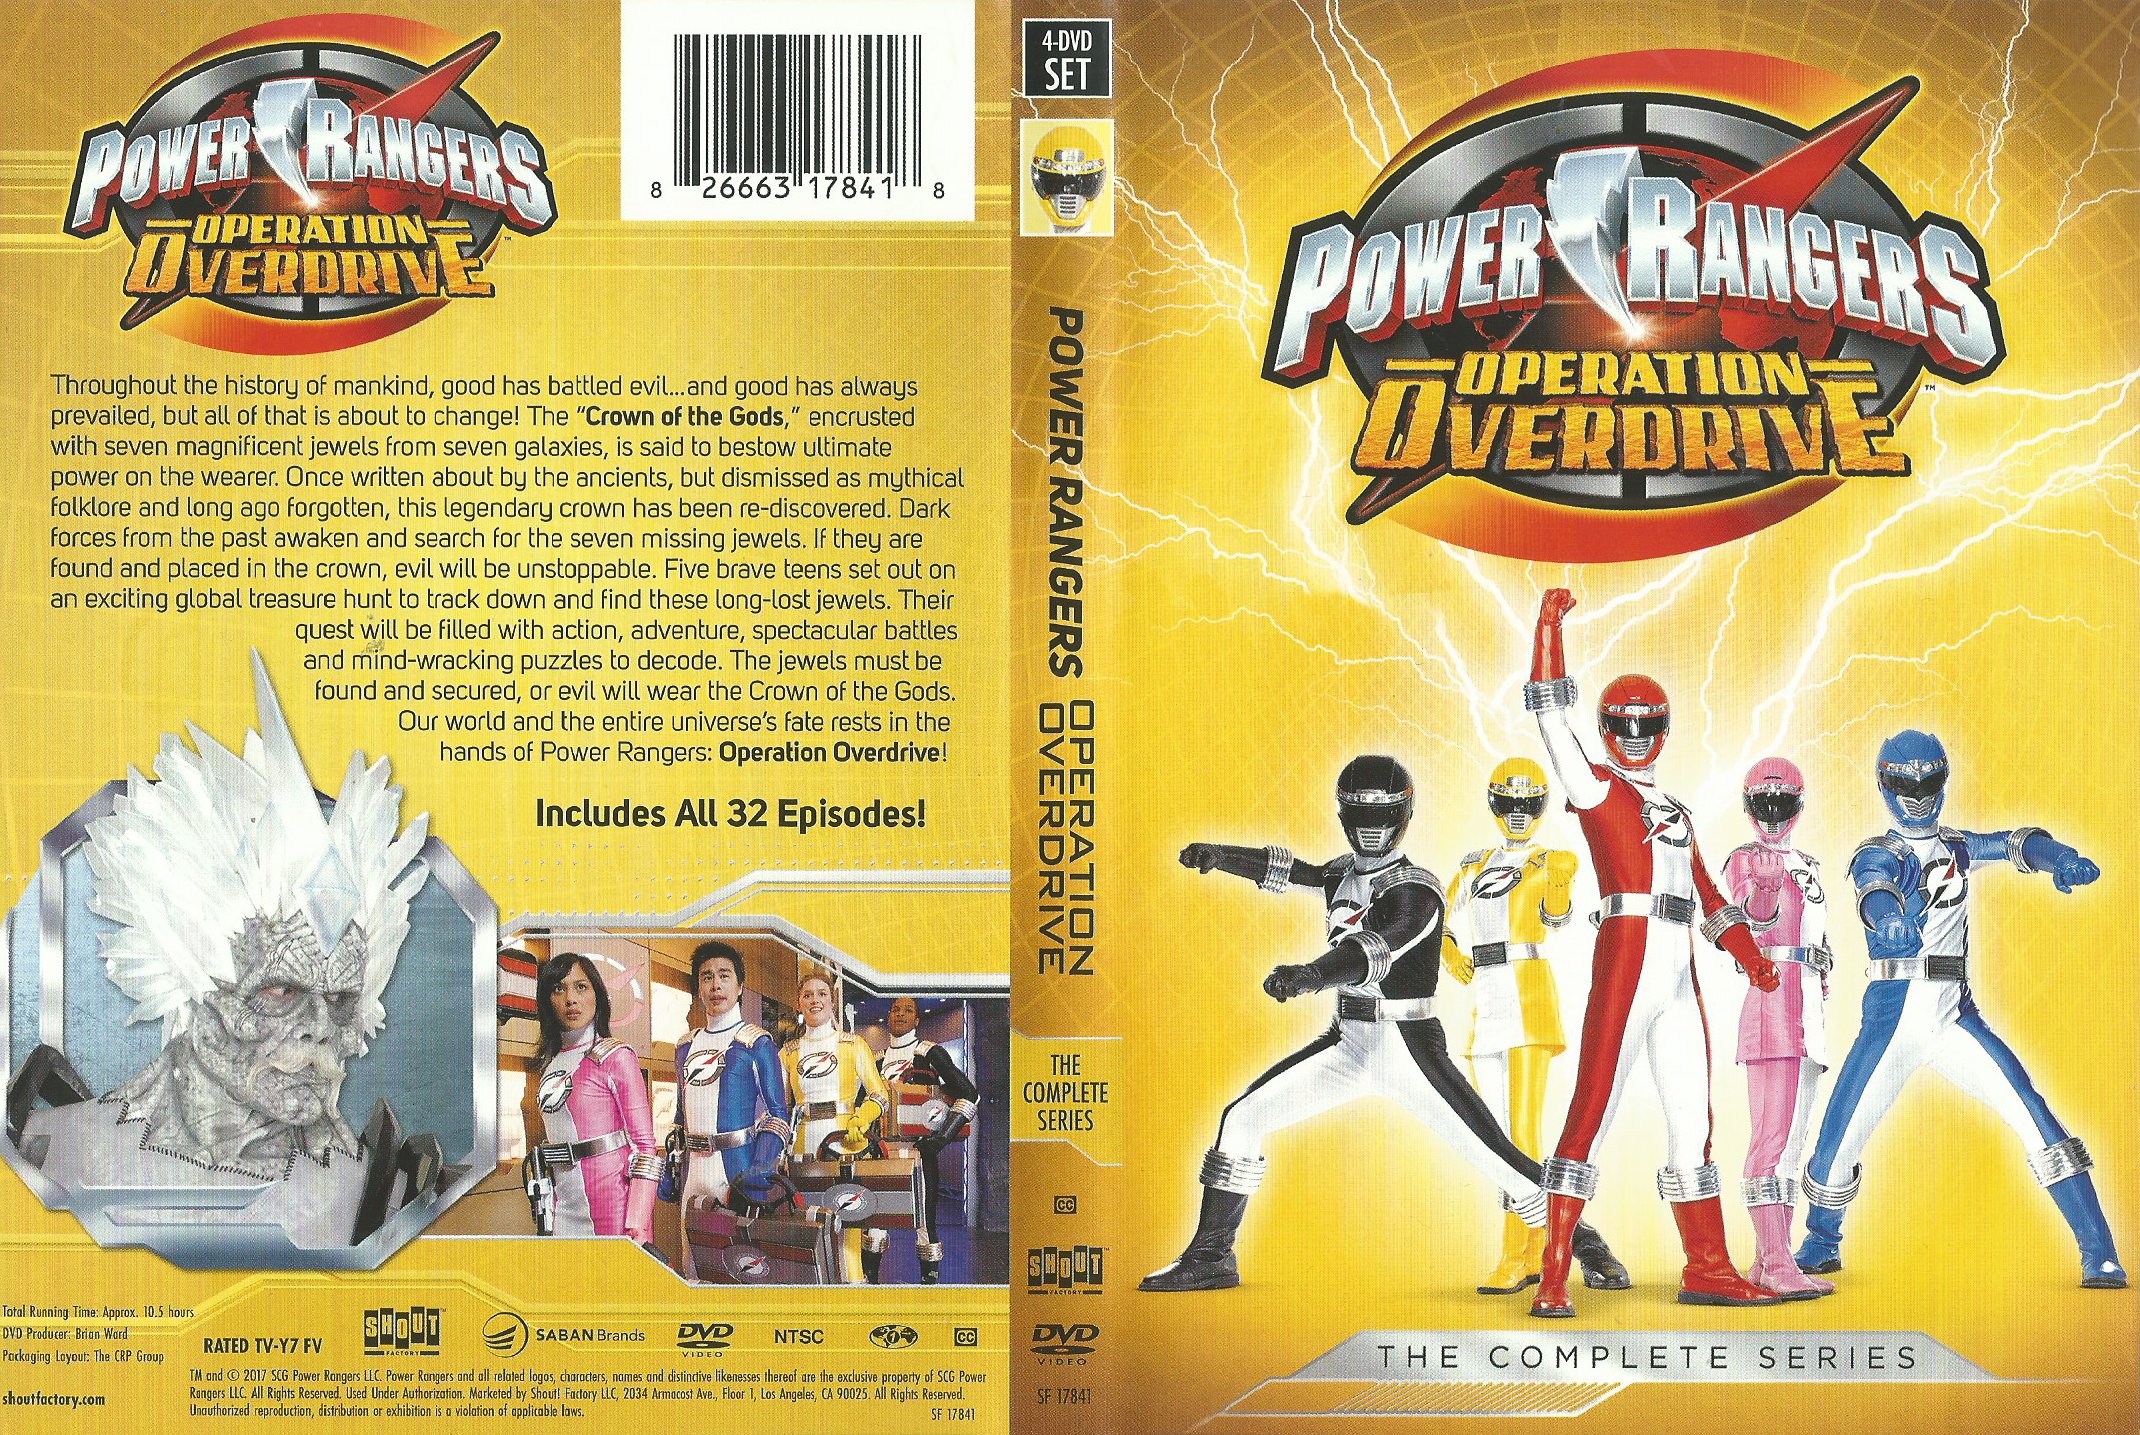 POWER RANGERS
OPERATION
OVERDRIVE
TM
8 26663 17841 8
Throughout the history of mankind, good has battled evil...and good has always
prevailed, but all of that is about to change! The “Crown of the Gods,” encrusted
with seven magnificent jewels from seven galaxies, is said to bestow ultimate
power on the wearer. Once written about by the ancients, but dismissed as mythical
folklore and long ago forgotten, this legendary crown has been re-discovered. Dark
forces from the past awaken and search for the seven missing jewels. If they are
found and placed in the crown, evil will be unstoppable. Five brave teens set out on
an exciting global treasure hunt to track down and find these long-lost jewels. Their
quest will be filled with action, adventure, spectacular battles
and mind-wracking puzzles to decode. The jewels must be
found and secured, or evil will wear the Crown of the Gods.
Our world and the entire universe's fate rests in the
hands of Power Rangers: Operation Overdrive!
Includes All 32 Episodes!
Total Running Time: Approx. 10.5 hours
DVD Producer: Brian Ward
Packaging Layout: The CRP Group
shoutfactory.com
RATED TV-Y7 FV
SHOUT
FACTORY
SABAN Brands
DVD
VIDEO
NTSC
1
CC
TM and © 2017 SCG Power Rangers LLC. Power Rangers and all related logos, characters, names and distinctive likenesses thereof are the exclusive property of SCG Power
Rangers LLC. All Rights Reserved. Used Under Authorization. Marketed by Shout! Factory LLC, 2034 Armacost Ave., Floor 1, Los Angeles, CA 90025. All Rights Reserved.
Unauthorized reproduction, distribution or exhibition is a violation of applicable laws.
SF 17841
4-DVD
SET
POWER RANGERS
OPERATION
OVERDRIVE
THE
COMPLETE
SERIES
CC
SHOUT
FACTORY
DVD
VIDEO
SF 17841
POWER RANGERS
OPERATION
OVERDRIVE
TM
THE COMPLETE SERIES